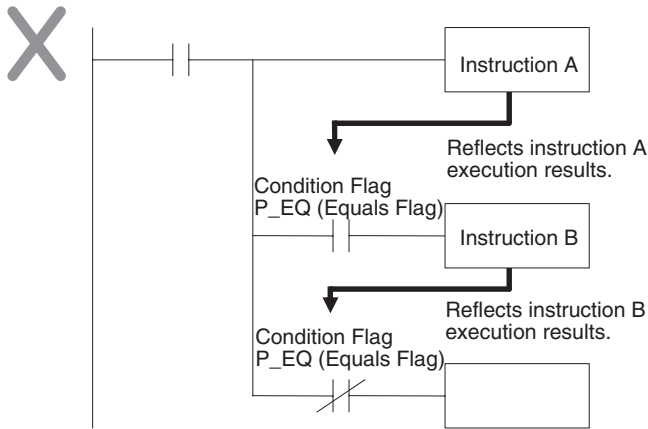 Instruction A
Reflects instruction A
execution results.
Condition Flag
P_EQ (Equals Flag)
Instruction B
Reflects instruction B
execution results.
Condition Flag
P_EQ (Equals Flag)